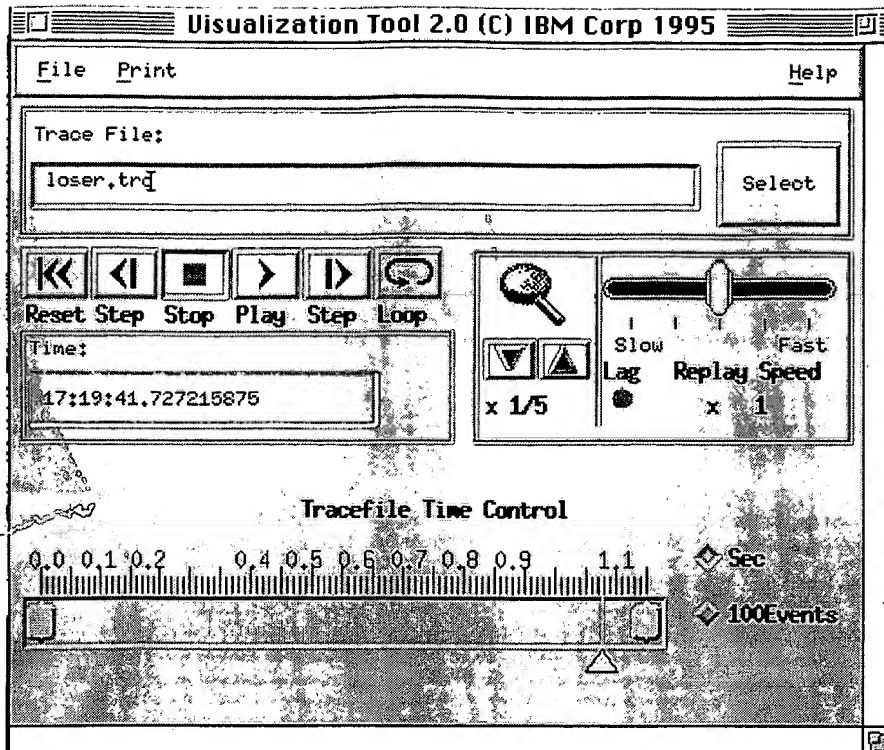 Visualization Tool 2.0 (C) IBM Corp 1995
File Print Help
Trace File:
loser.trc
Select
Reset Step Stop Play Step Loop
Time:
17:19:41.727215875
x 1/5
Slow Fast
Lag Replay Speed
x 1
Tracefile Time Control
0.0 0.1 0.2 0.4 0.5 0.6 0.7 0.8 0.9 1.1
Sec
100Events